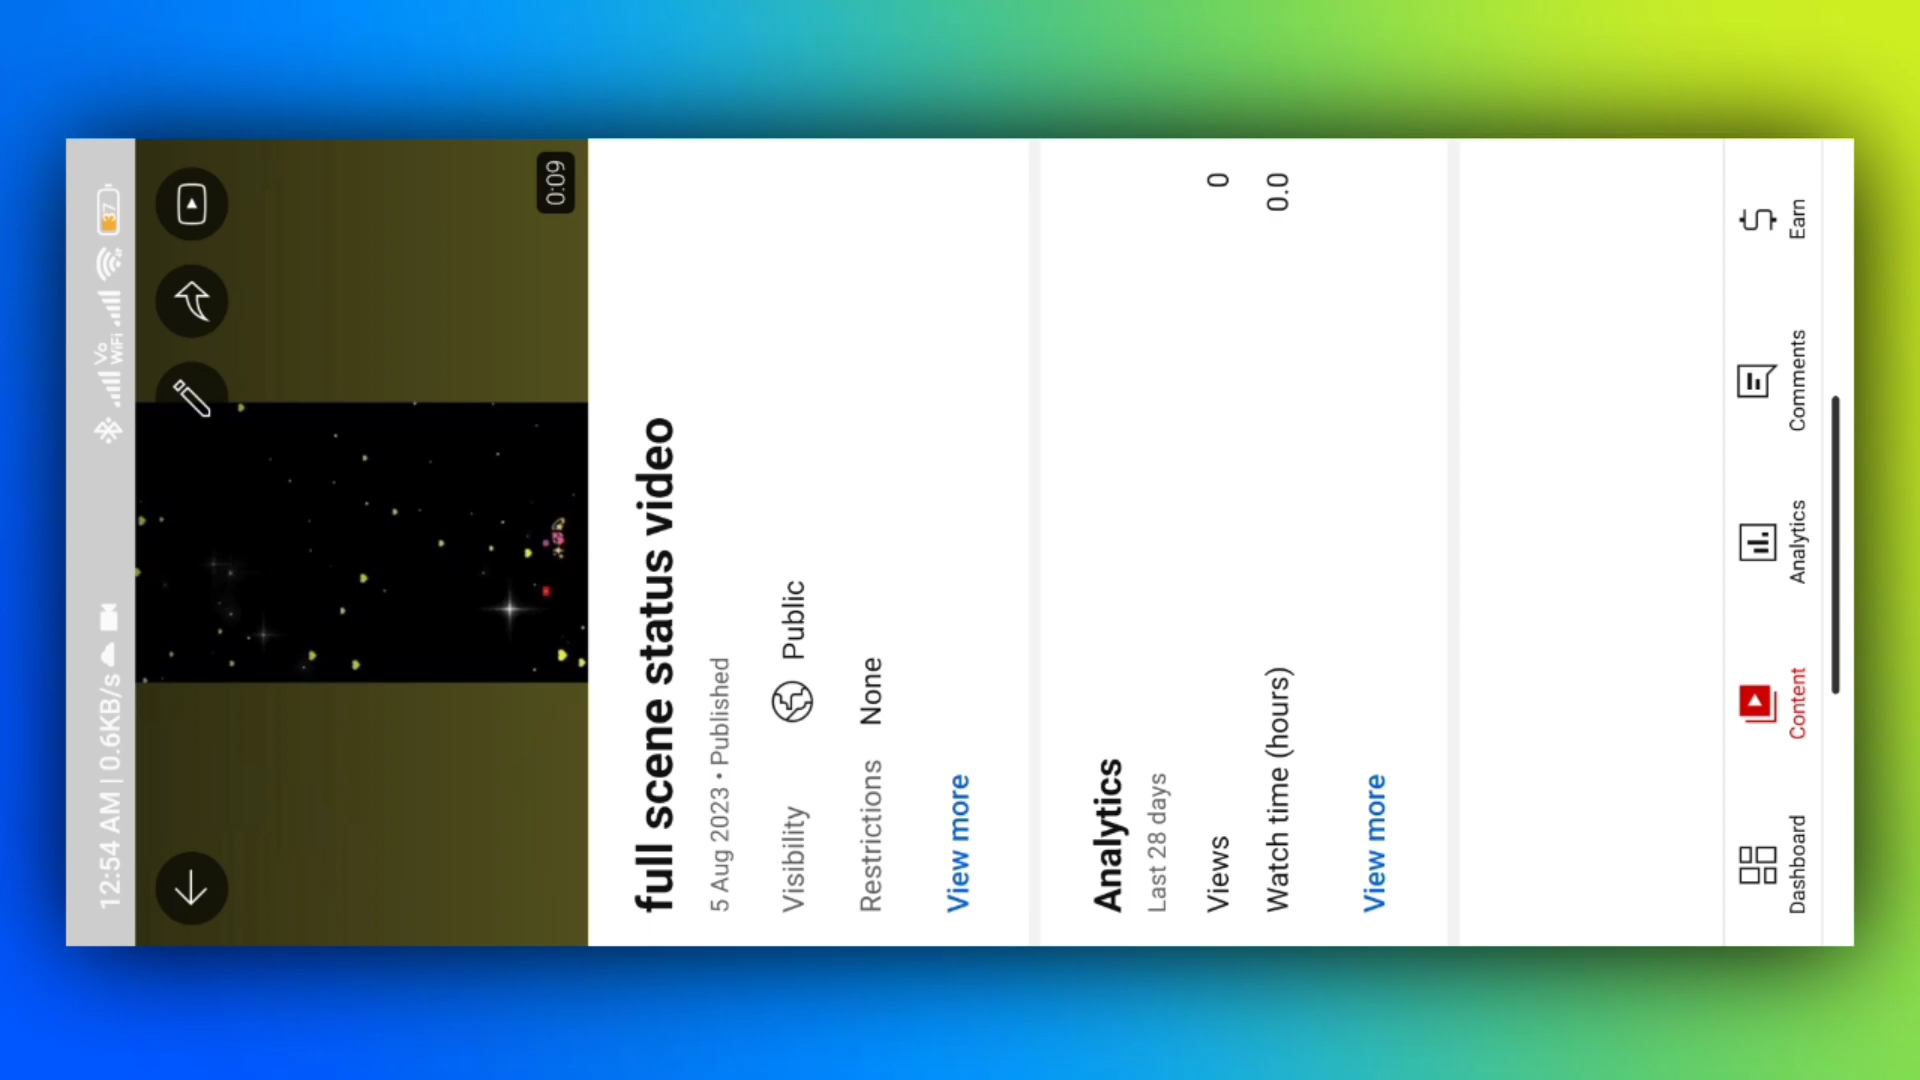 12:54 AM | 0.6KB/s
Vo
WiFi
37
0:09
full scene status video
5 Aug 2023 • Published
Visibility Public
Restrictions None
View more
Analytics
Last 28 days
Views 0
Watch time (hours) 0.0
View more
Dashboard
Content
Analytics
Comments
Earn